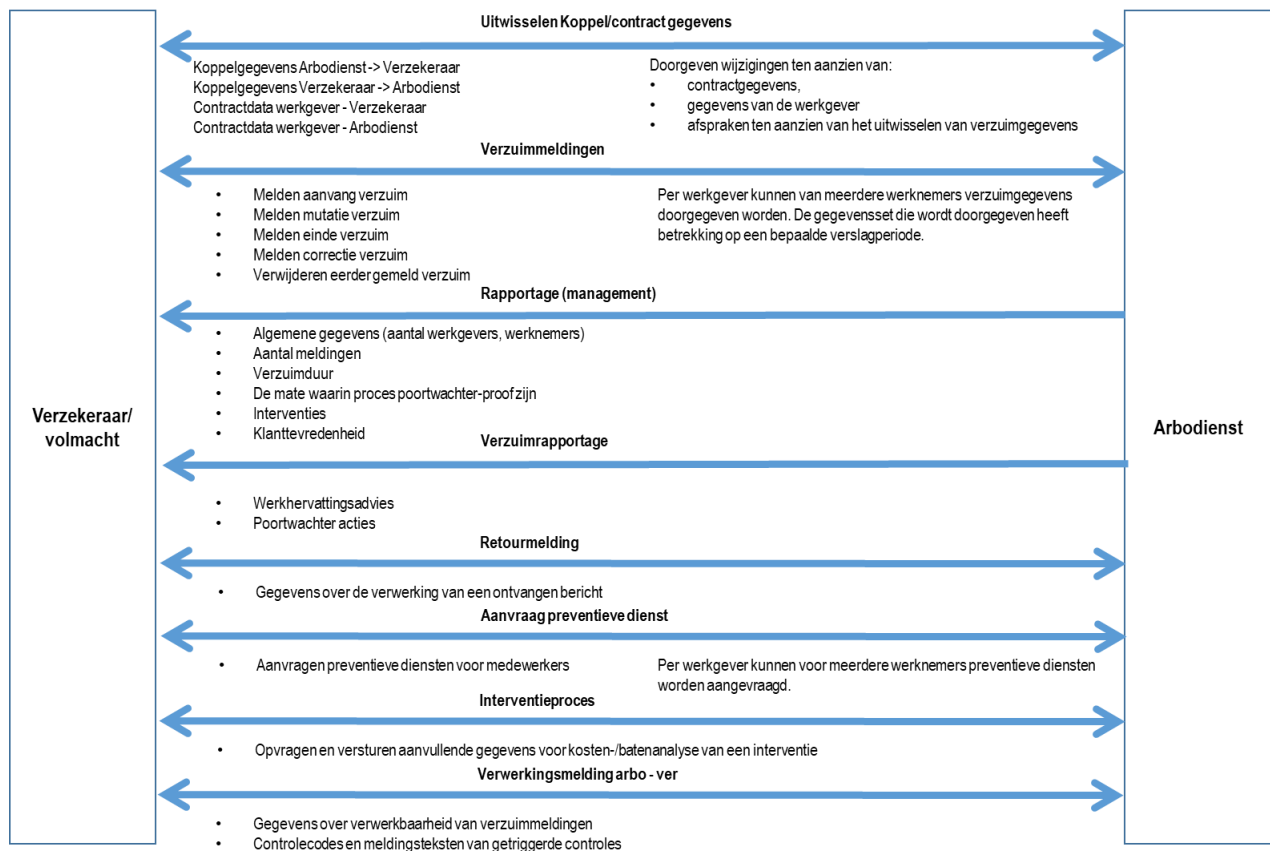 Uitwisselen Koppel/contract gegevens
Koppelgegevens Arbodienst -> Verzekeraar
Koppelgegevens Verzekeraar -> Arbodienst
Contractdata werkgever - Verzekeraar
Contractdata werkgever - Arbodienst
Doorgeven wijzigingen ten aanzien van:
• contractgegevens,
• gegevens van de werkgever
• afspraken ten aanzien van het uitwisselen van verzuimgegevens
Verzuimmeldingen
• Melden aanvang verzuim
• Melden mutatie verzuim
• Melden einde verzuim
• Melden correctie verzuim
• Verwijderen eerder gemeld verzuim
Per werkgever kunnen van meerdere werknemers verzuimgegevens
doorgegeven worden. De gegevensset die wordt doorgegeven heeft
betrekking op een bepaalde verslagperiode.
Rapportage (management)
• Algemene gegevens (aantal werkgevers, werknemers)
• Aantal meldingen
• Verzuimduur
• De mate waarin proces poortwachter-proof zijn
• Interventies
• Klanttevredenheid
Verzekeraar/
volmacht
Arbodienst
Verzuimrapportage
• Werkhervattingsadvies
• Poortwachter acties
Retourmelding
• Gegevens over de verwerking van een ontvangen bericht
Aanvraag preventieve dienst
• Aanvragen preventieve diensten voor medewerkers
Per werkgever kunnen voor meerdere werknemers preventieve diensten
worden aangevraagd.
Interventieproces
• Opvragen en versturen aanvullende gegevens voor kosten-/batenanalyse van een interventie
Verwerkingsmelding arbo - ver
• Gegevens over verwerkbaarheid van verzuimmeldingen
• Controlecodes en meldingsteksten van getriggerde controles